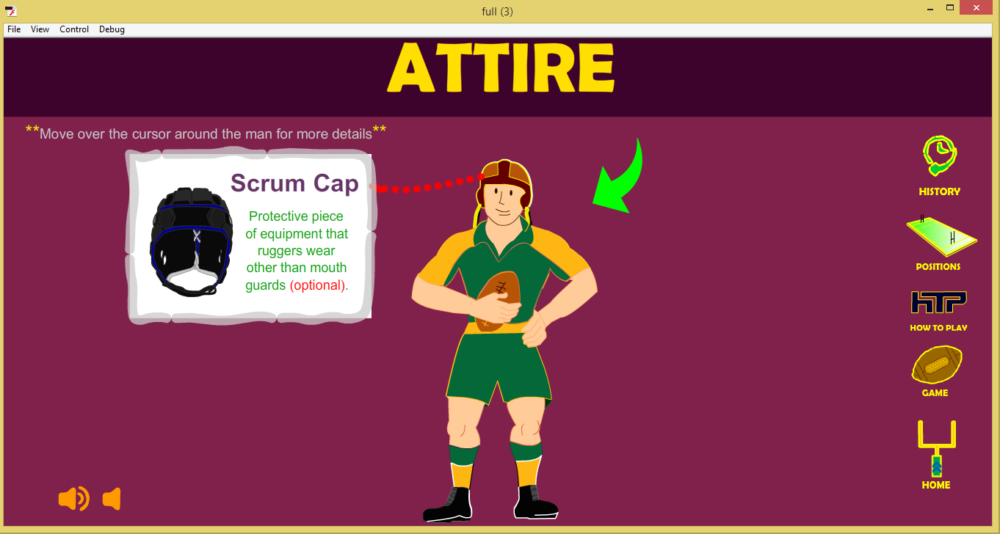 full (3)
File View Control Debug
ATTIRE
**Move over the cursor around the man for more details**
Scrum Cap
Protective piece
of equipment that
ruggers wear
other than mouth
guards (optional).
HISTORY
POSITIONS
HTP
HOW TO PLAY
GAME
HOME